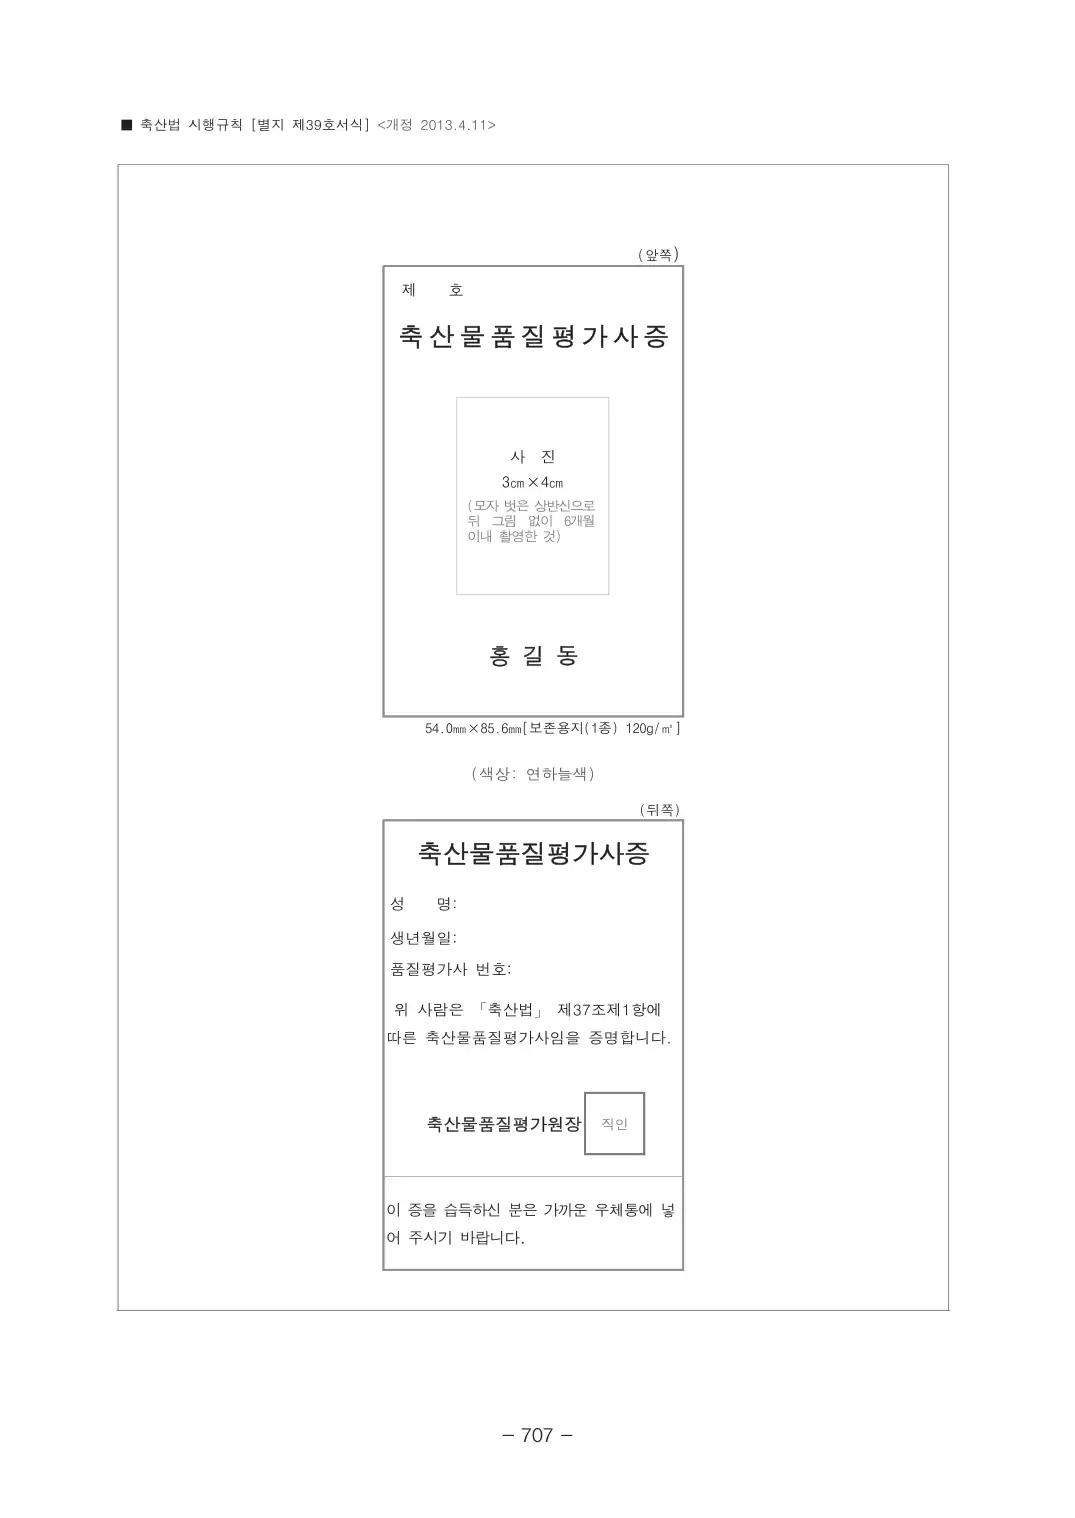 ■ 축산법 시행규칙 [별지 제39호서식] <개정 2013.4.11>
(앞쪽)
제 호
축산물품질평가사증
사 진
3㎝×4㎝
(모자 벗은 상반신으로
뒤 그림 없이 6개월
이내 촬영한 것)
홍 길 동
54.0㎜×85.6㎜[보존용지(1종) 120g/㎡]
(색상: 연하늘색)
(뒤쪽)
축산물품질평가사증
성 명:
생년월일:
품질평가사 번호:
위 사람은 「축산법」 제37조제1항에
따른 축산물품질평가사임을 증명합니다.
축산물품질평가원장 직인
이 증을 습득하신 분은 가까운 우체통에 넣
어 주시기 바랍니다.
- 707 -